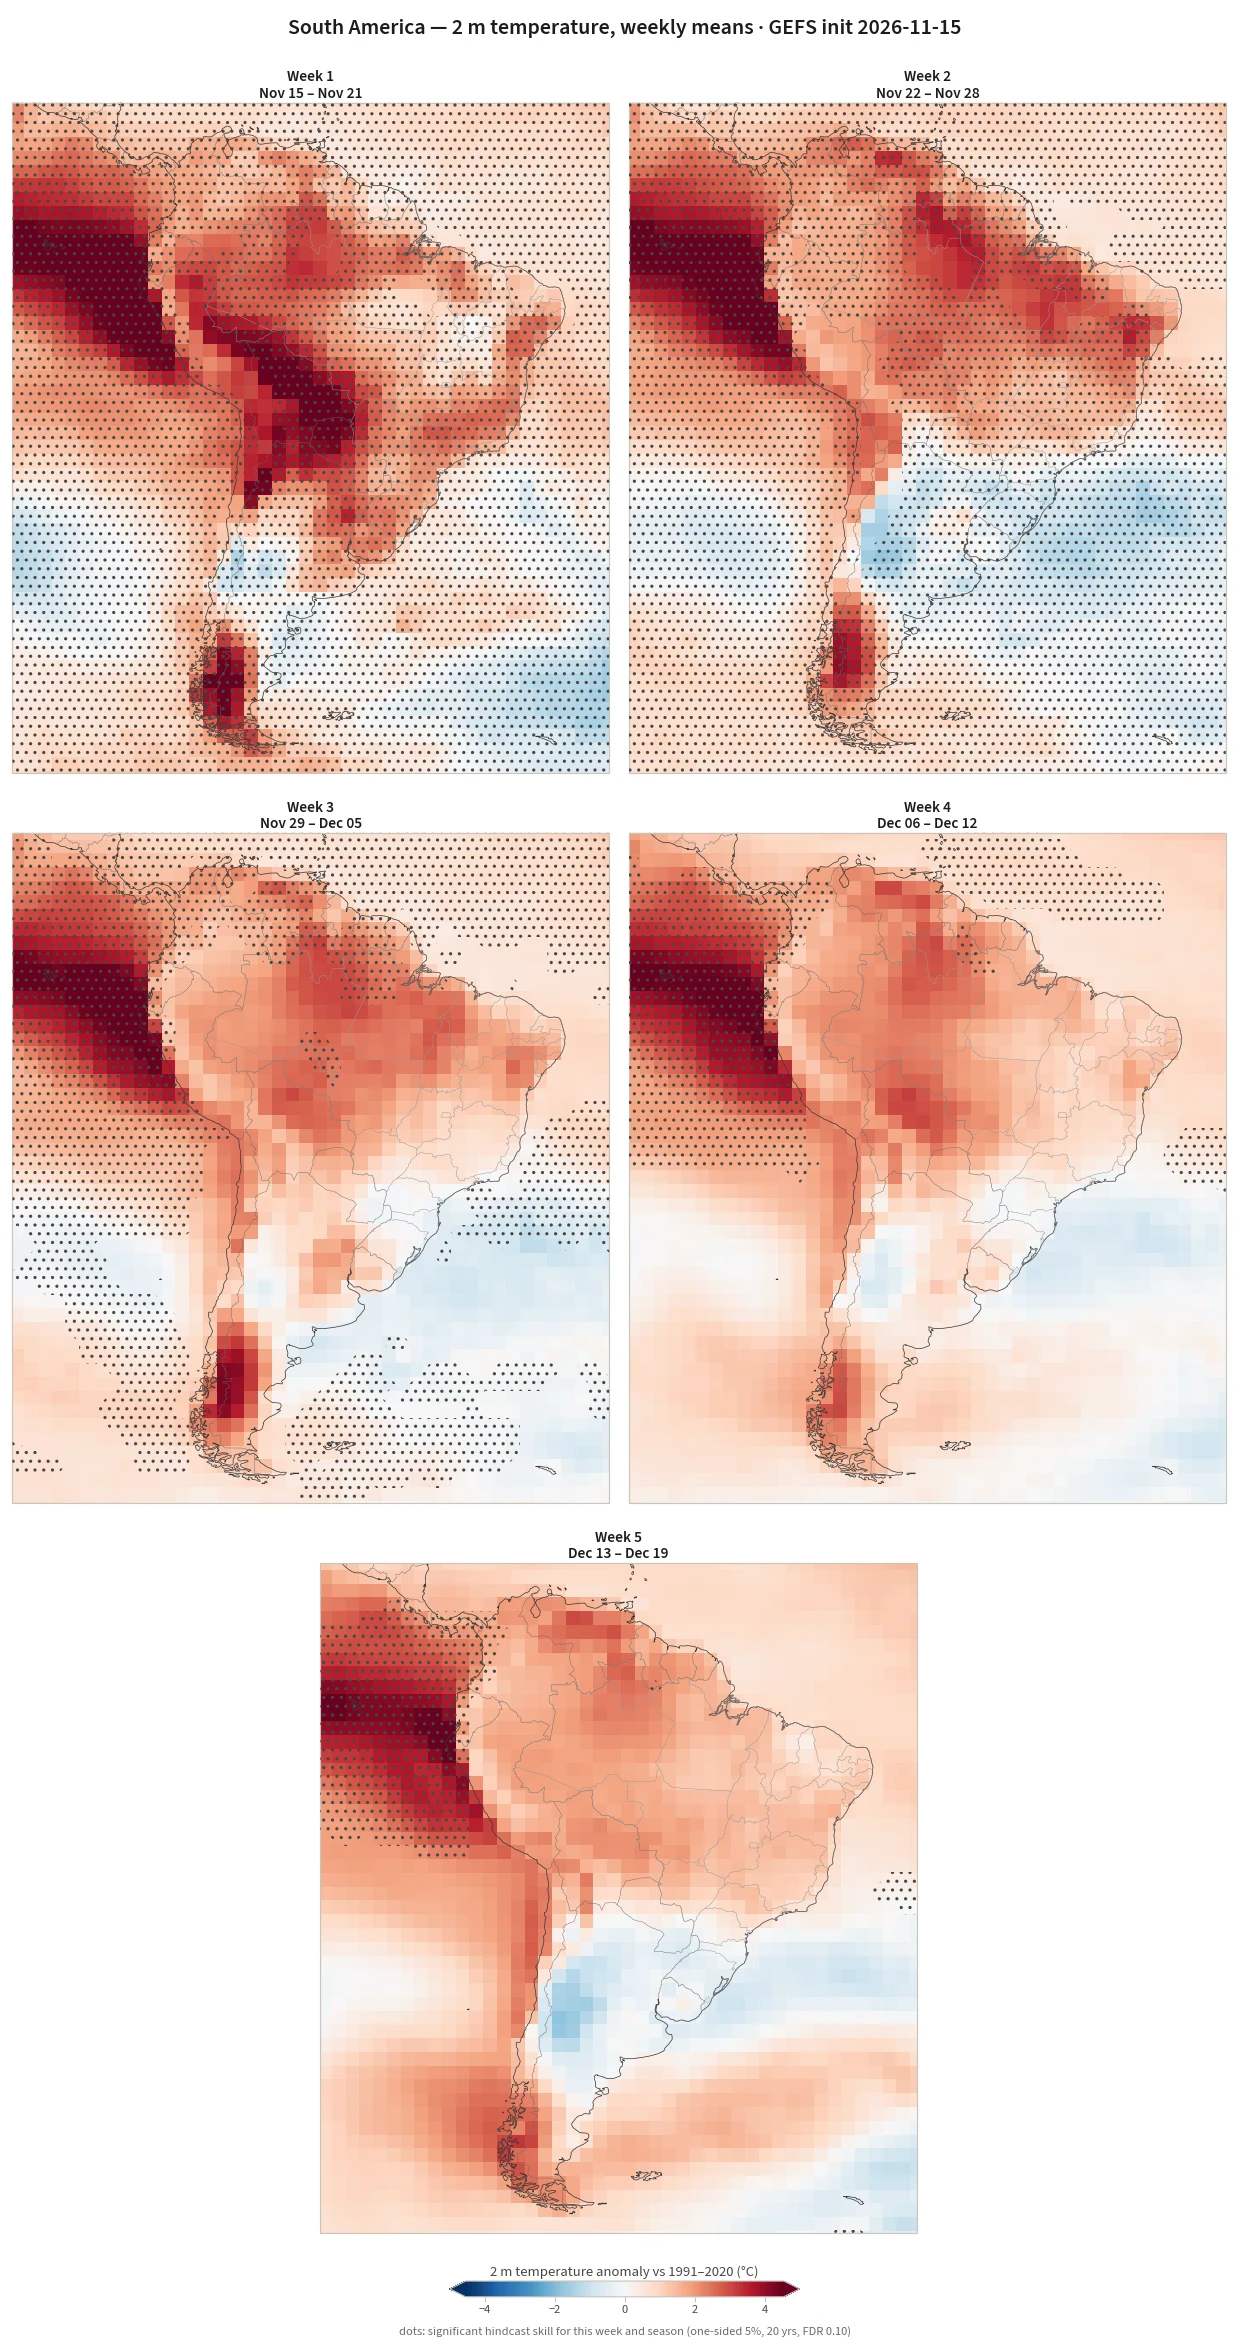 South America — 2 m temperature, weekly means · GEFS init 2026-11-15
Week 1
Nov 15 – Nov 21
Week 2
Nov 22 – Nov 28
Week 3
Nov 29 – Dec 05
Week 4
Dec 06 – Dec 12
Week 5
Dec 13 – Dec 19
2 m temperature anomaly vs 1991–2020 (°C)
−4 −2 0 2 4
dots: significant hindcast skill for this week and season (one-sided 5%, 20 yrs, FDR 0.10)